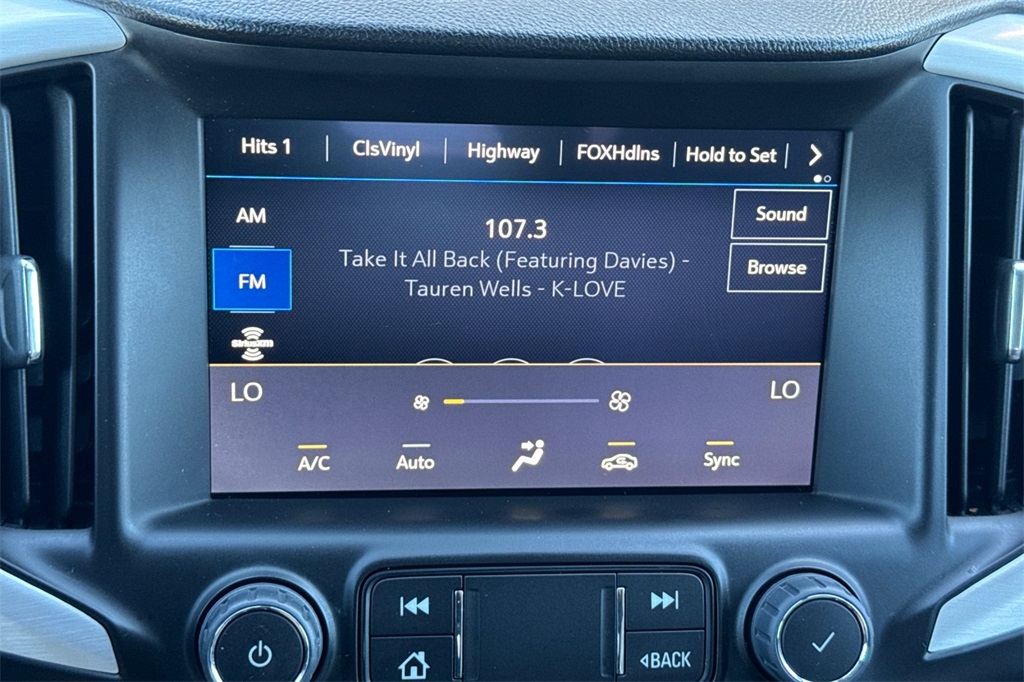 Hits 1
ClsVinyl
Highway
FOXHdlns
Hold to Set
AM
107.3
Sound
Take It All Back (Featuring Davies) -
FM
Tauren Wells - K-LOVE
Browse
SiriusXM
LO
LO
A/C
Auto
Sync
BACK